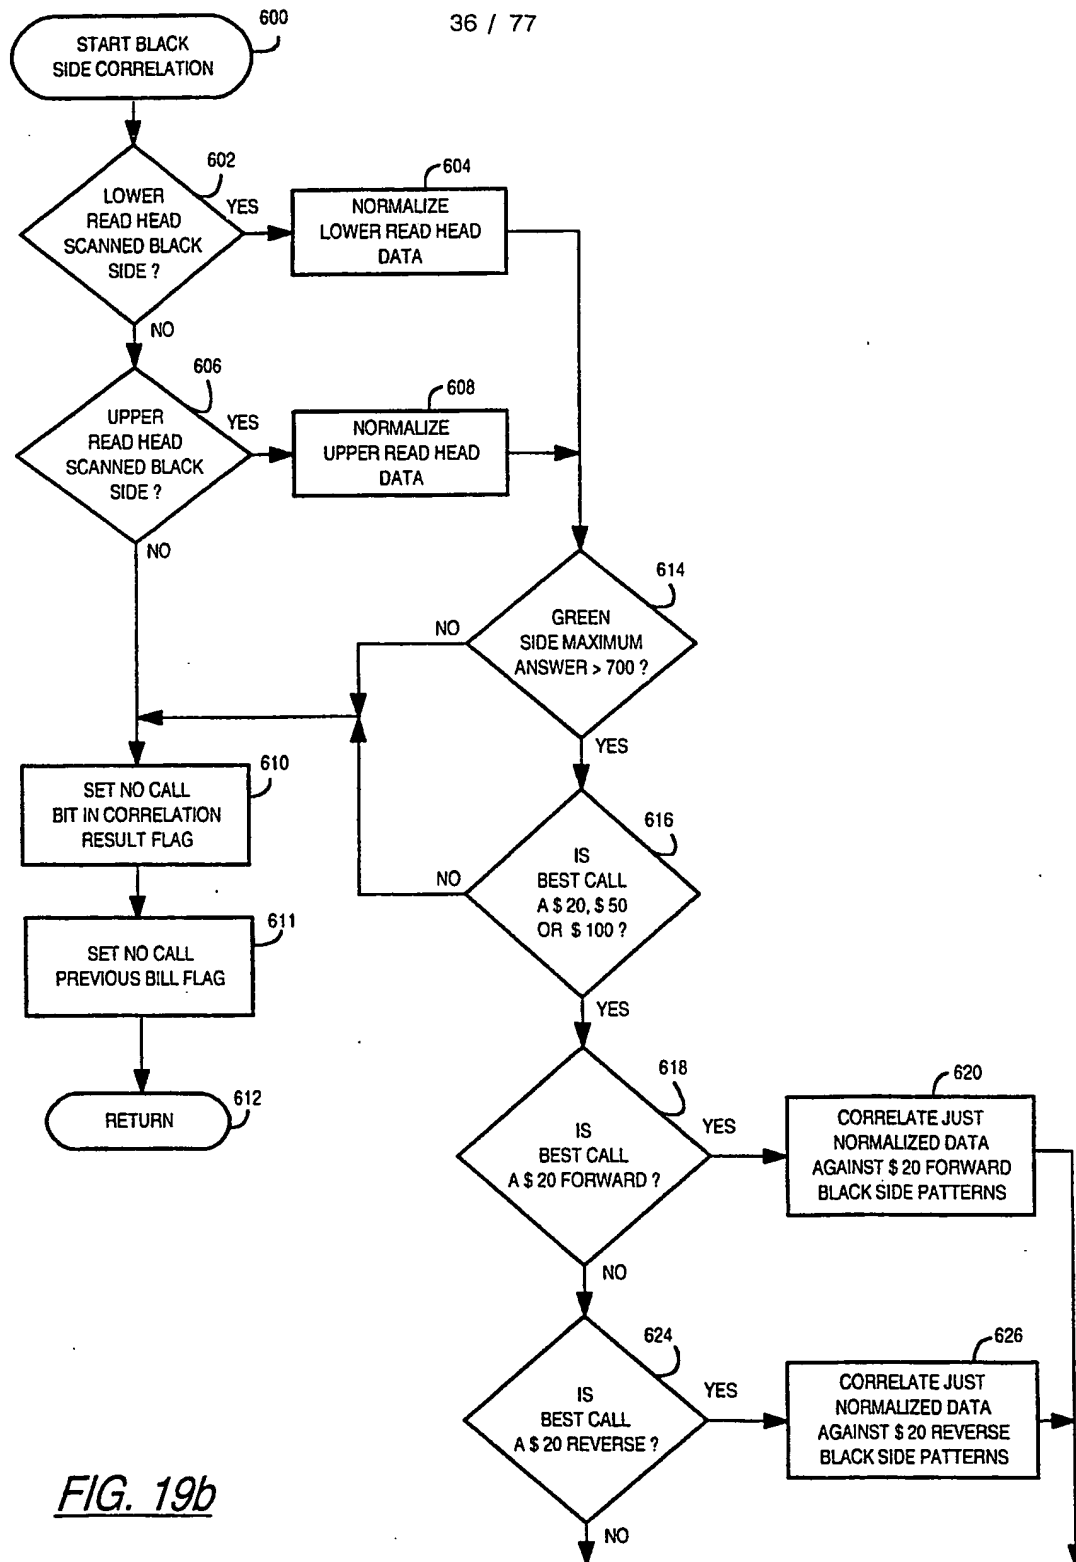 36 / 77
600
START BLACK
SIDE CORRELATION
602
LOWER
READ HEAD
SCANNED BLACK
SIDE ?
YES
604
NORMALIZE
LOWER READ HEAD
DATA
NO
606
UPPER
READ HEAD
SCANNED BLACK
SIDE ?
YES
608
NORMALIZE
UPPER READ HEAD
DATA
NO
614
GREEN
SIDE MAXIMUM
ANSWER > 700 ?
NO
YES
610
SET NO CALL
BIT IN CORRELATION
RESULT FLAG
616
IS
BEST CALL
A $ 20, $ 50
OR $ 100 ?
NO
YES
611
SET NO CALL
PREVIOUS BILL FLAG
612
RETURN
618
IS
BEST CALL
A $ 20 FORWARD ?
YES
620
CORRELATE JUST
NORMALIZED DATA
AGAINST $ 20 FORWARD
BLACK SIDE PATTERNS
NO
624
IS
BEST CALL
A $ 20 REVERSE ?
YES
626
CORRELATE JUST
NORMALIZED DATA
AGAINST $ 20 REVERSE
BLACK SIDE PATTERNS
NO
FIG. 19b